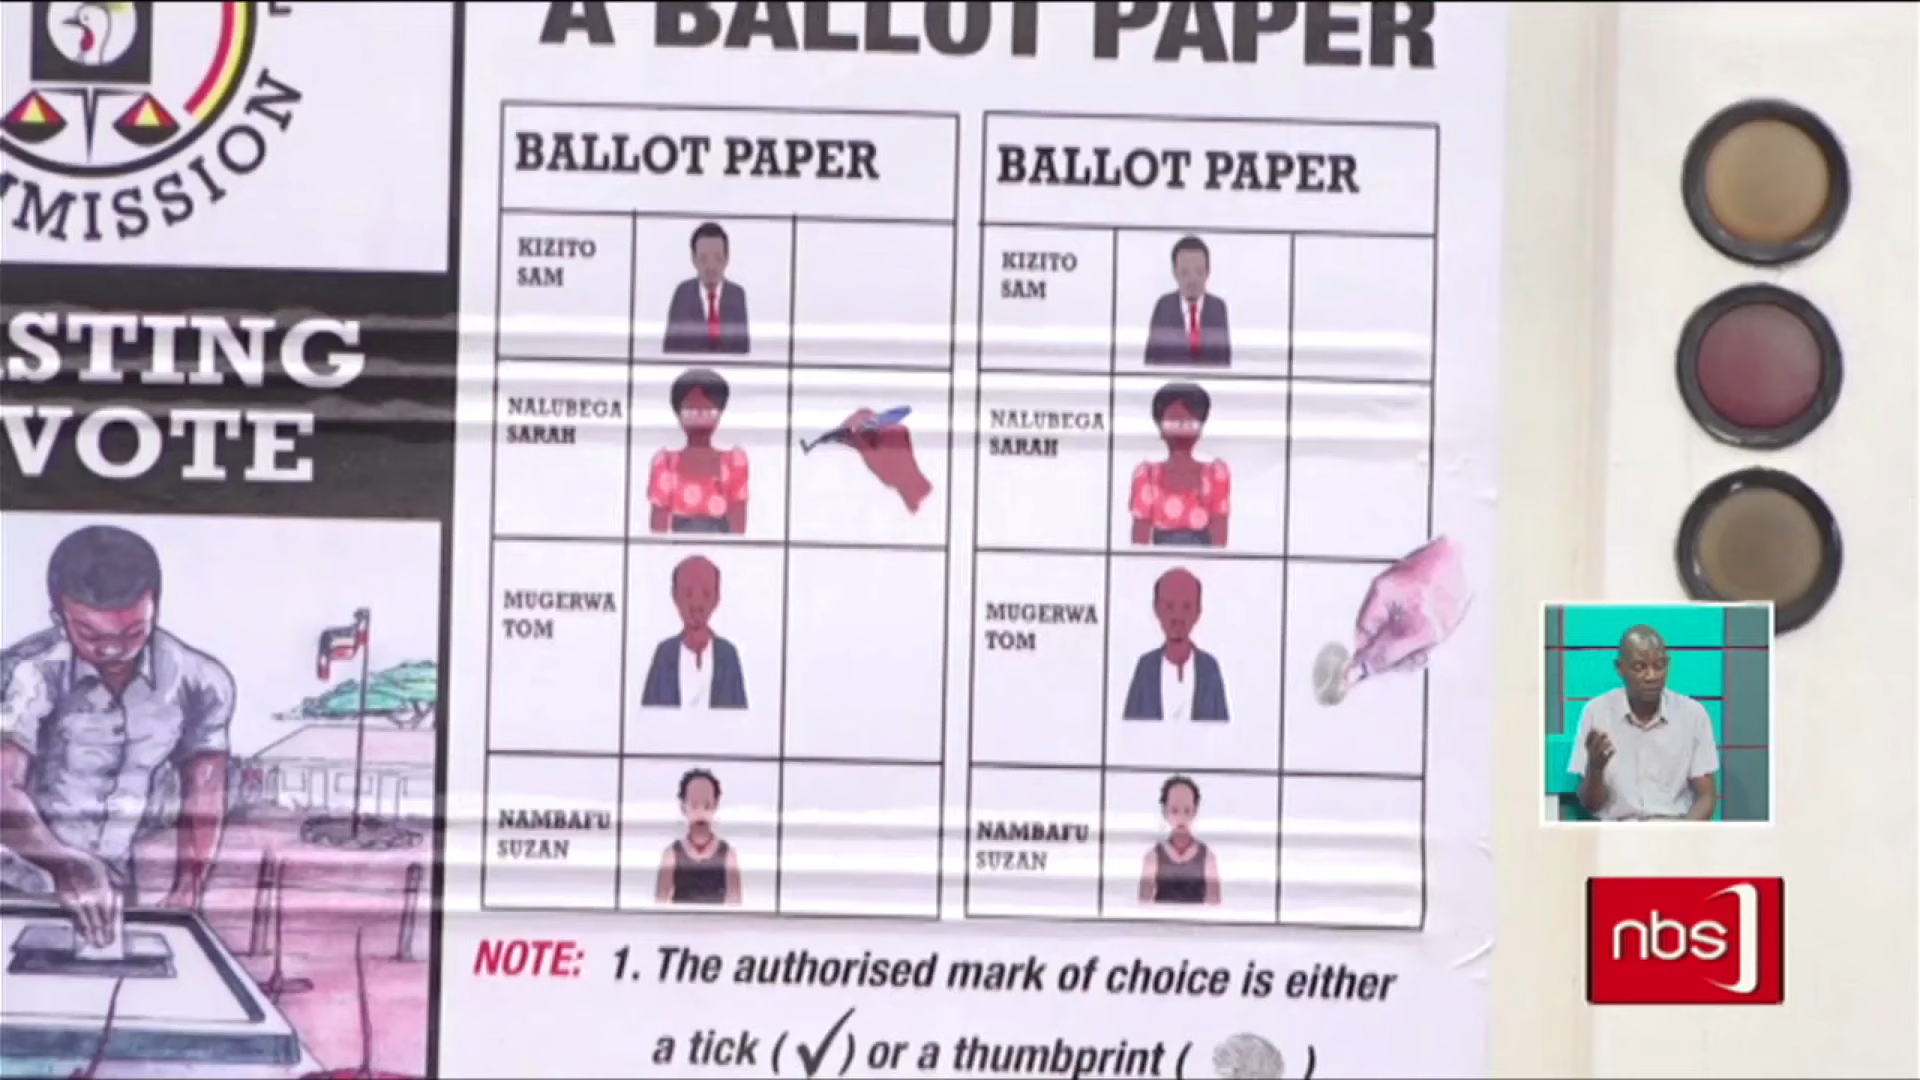 A BALLOT PAPER
MMISSION
STING
VOTE
BALLOT PAPER
KIZITO
SAM
NALUBEGA
SARAH
MUGERWA
TOM
NAMBAFU
SUZAN
BALLOT PAPER
KIZITO
SAM
NALUBEGA
SARAH
MUGERWA
TOM
NAMBAFU
SUZAN
NOTE: 1. The authorised mark of choice is either
a tick (✓) or a thumbprint ( )
nbs